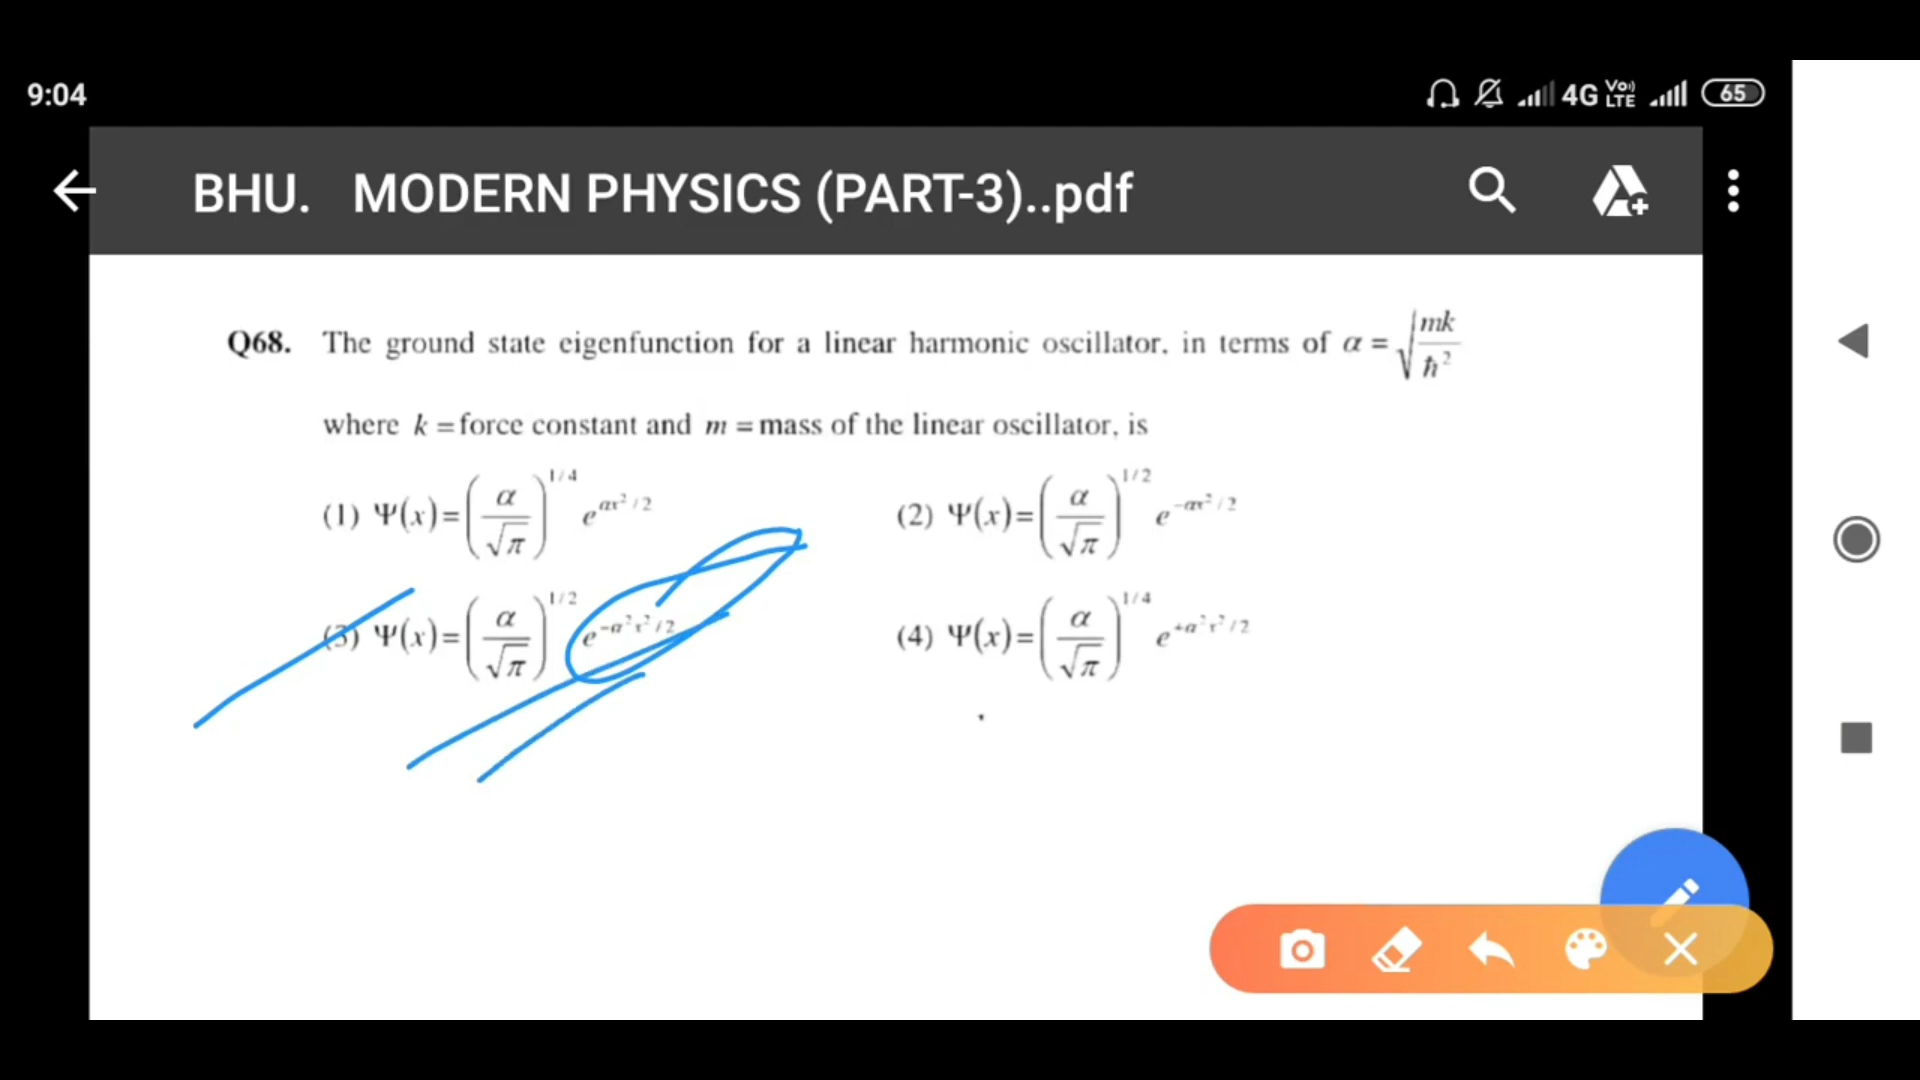 9:04 4G Vo) LTE 65
BHU. MODERN PHYSICS (PART-3)..pdf
Q68. The ground state eigenfunction for a linear harmonic oscillator, in terms of α = √(mk/ħ²)
where k = force constant and m = mass of the linear oscillator, is
(1) Ψ(x)=(α/√π)^1/4 e^αx²/2 (2) Ψ(x)=(α/√π)^1/2 e^-αx²/2
(3) Ψ(x)=(α/√π)^1/2 e^-α²x²/2 (4) Ψ(x)=(α/√π)^1/4 e^+α²x²/2